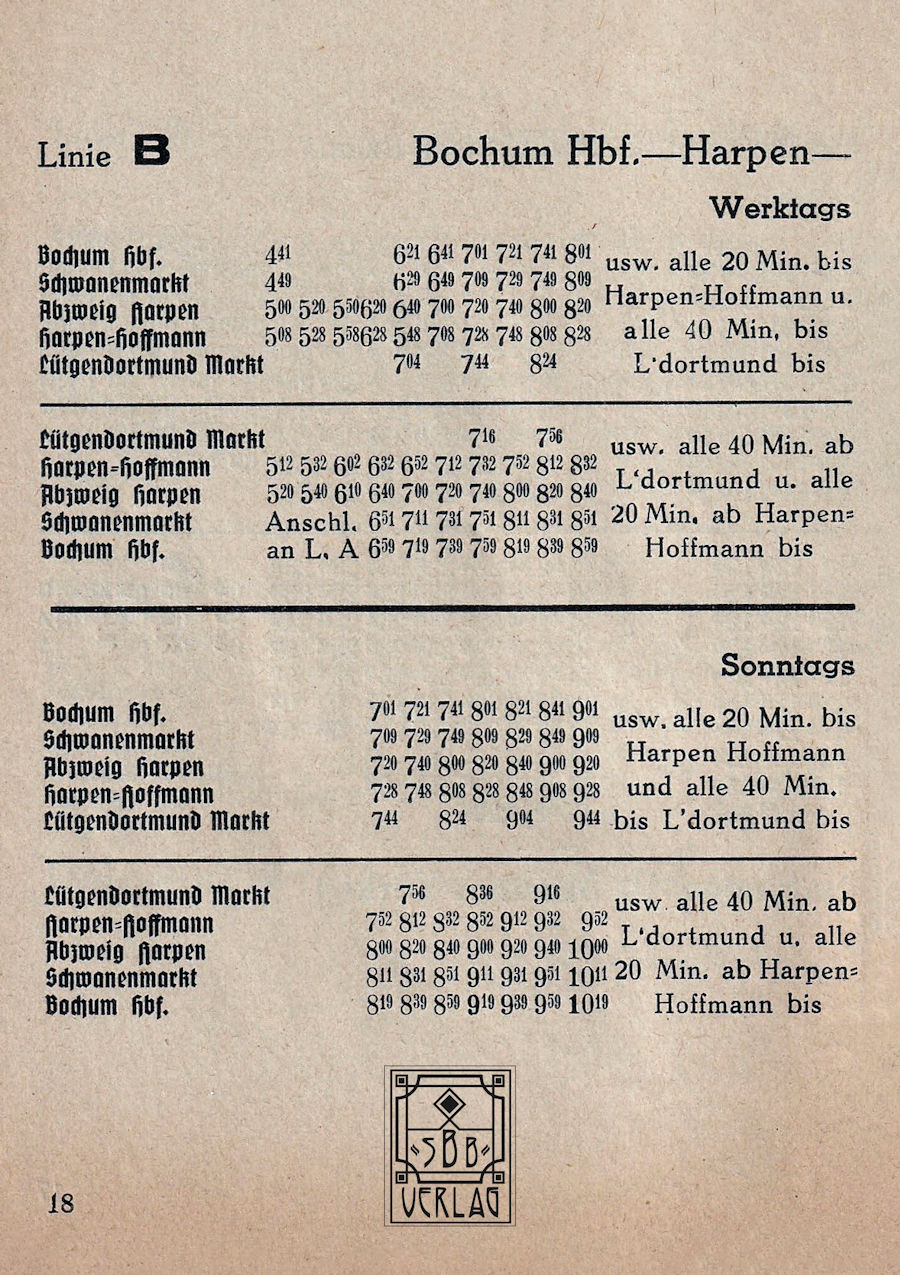 Linie B Bochum Hbf.—Harpen—
Werktags
Bochum Hbf. 4⁴¹ 6²¹ 6⁴¹ 7⁰¹ 7²¹ 7⁴¹ 8⁰¹ usw. alle 20 Min. bis
Schwanenmarkt 4⁴⁹ 6²⁹ 6⁴⁹ 7⁰⁹ 7²⁹ 7⁴⁹ 8⁰⁹ Harpen=Hoffmann u.
Abzweig Harpen 5⁰⁰ 5²⁰ 5⁵⁰ 6²⁰ 6⁴⁰ 7⁰⁰ 7²⁰ 7⁴⁰ 8⁰⁰ 8²⁰ alle 40 Min, bis
Harpen=Hoffmann 5⁰⁸ 5²⁸ 5⁵⁸ 6²⁸ 5⁴⁸ 7⁰⁸ 7²⁸ 7⁴⁸ 8⁰⁸ 8²⁸
Lütgendortmund Markt 7⁰⁴ 7⁴⁴ 8²⁴ L'dortmund bis
Lütgendortmund Markt 7¹⁶ 7⁵⁶ usw. alle 40 Min. ab
Harpen=Hoffmann 5¹² 5³² 6⁰² 6³² 6⁵² 7¹² 7³² 7⁵² 8¹² 8³² L'dortmund u. alle
Abzweig Harpen 5²⁰ 5⁴⁰ 6¹⁰ 6⁴⁰ 7⁰⁰ 7²⁰ 7⁴⁰ 8⁰⁰ 8²⁰ 8⁴⁰
Schwanenmarkt Anschl. 6⁵¹ 7¹¹ 7³¹ 7⁵¹ 8¹¹ 8³¹ 8⁵¹ 20 Min. ab Harpen=
Bochum Hbf. an L. A 6⁵⁹ 7¹⁹ 7³⁹ 7⁵⁹ 8¹⁹ 8³⁹ 8⁵⁹ Hoffmann bis
Sonntags
Bochum Hbf. 7⁰¹ 7²¹ 7⁴¹ 8⁰¹ 8²¹ 8⁴¹ 9⁰¹ usw. alle 20 Min. bis
Schwanenmarkt 7⁰⁹ 7²⁹ 7⁴⁹ 8⁰⁹ 8²⁹ 8⁴⁹ 9⁰⁹ Harpen Hoffmann
Abzweig Harpen 7²⁰ 7⁴⁰ 8⁰⁰ 8²⁰ 8⁴⁰ 9⁰⁰ 9²⁰
Harpen=Hoffmann 7²⁸ 7⁴⁸ 8⁰⁸ 8²⁸ 8⁴⁸ 9⁰⁸ 9²⁸ und alle 40 Min.
Lütgendortmund Markt 7⁴⁴ 8²⁴ 9⁰⁴ 9⁴⁴ bis L'dortmund bis
Lütgendortmund Markt 7⁵⁶ 8³⁶ 9¹⁶ usw. alle 40 Min. ab
Harpen=Hoffmann 7⁵² 8¹² 8³² 8⁵² 9¹² 9³² 9⁵² L'dortmund u. alle
Abzweig Harpen 8⁰⁰ 8²⁰ 8⁴⁰ 9⁰⁰ 9²⁰ 9⁴⁰ 10⁰⁰
Schwanenmarkt 8¹¹ 8³¹ 8⁵¹ 9¹¹ 9³¹ 9⁵¹ 10¹¹ 20 Min. ab Harpen=
Bochum Hbf. 8¹⁹ 8³⁹ 8⁵⁹ 9¹⁹ 9³⁹ 9⁵⁹ 10¹⁹ Hoffmann bis
"SBB"
VERLAG
18